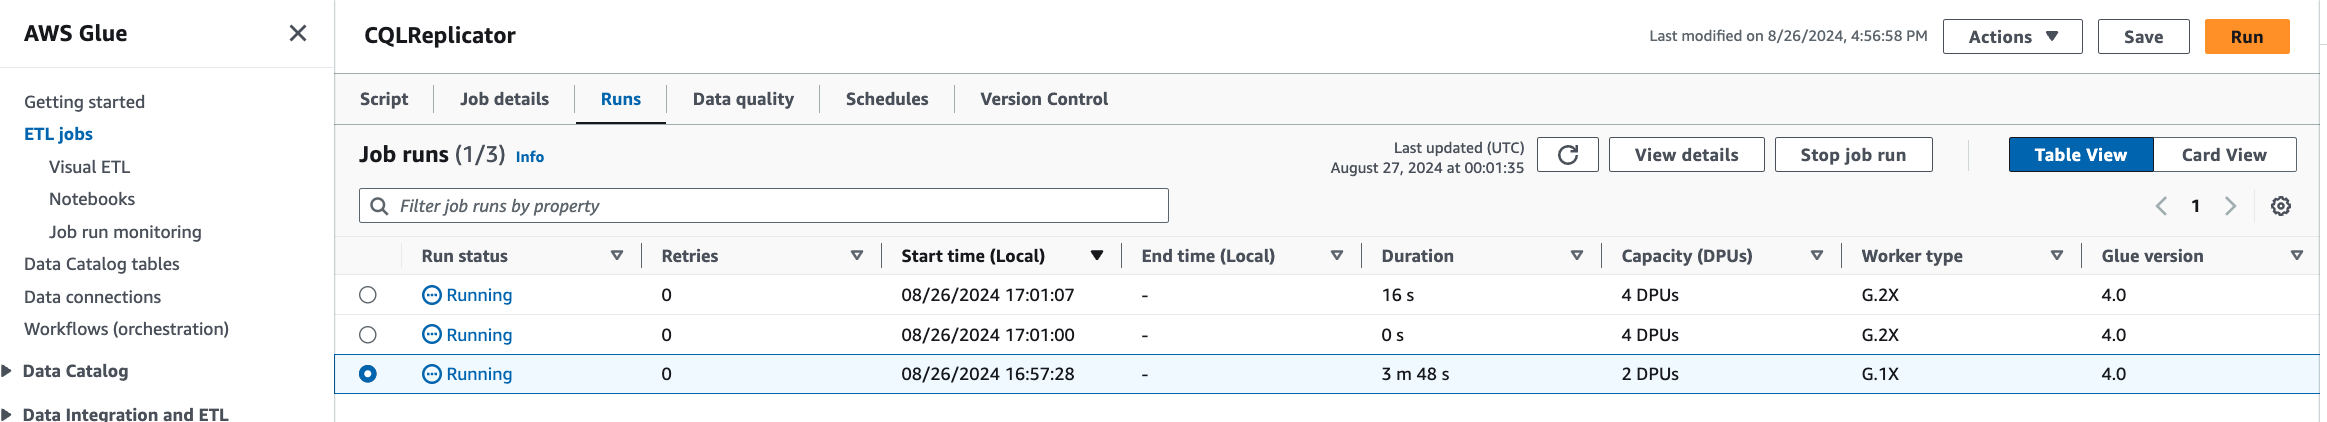 AWS Glue
Getting started
ETL jobs
Visual ETL
Notebooks
Job run monitoring
Data Catalog tables
Data connections
Workflows (orchestration)
Data Catalog
Data Integration and ETL
CQLReplicator
Last modified on 8/26/2024, 4:56:58 PM
Actions
Save
Run
Script
Job details
Runs
Data quality
Schedules
Version Control
Job runs (1/3) Info
Last updated (UTC)
August 27, 2024 at 00:01:35
View details
Stop job run
Table View
Card View
Filter job runs by property
1
Run status Retries Start time (Local) End time (Local) Duration Capacity (DPUs) Worker type Glue version
Running 0 08/26/2024 17:01:07 - 16 s 4 DPUs G.2X 4.0
Running 0 08/26/2024 17:01:00 - 0 s 4 DPUs G.2X 4.0
Running 0 08/26/2024 16:57:28 - 3 m 48 s 2 DPUs G.1X 4.0